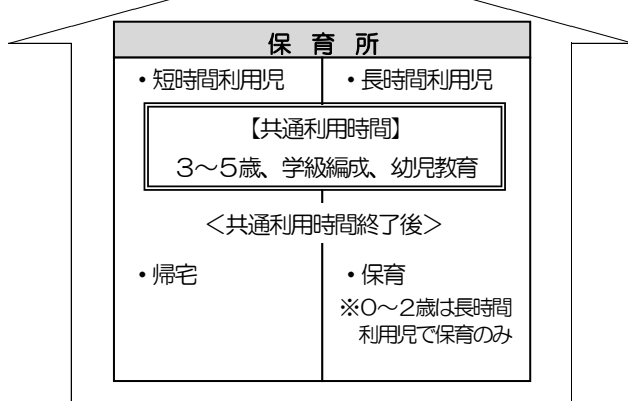 保 育 所
・短時間利用児
・長時間利用児
【共通利用時間】
３～５歳、学級編成、幼児教育
＜共通利用時間終了後＞
・帰宅
・保育
※０～２歳は長時間
利用児で保育のみ